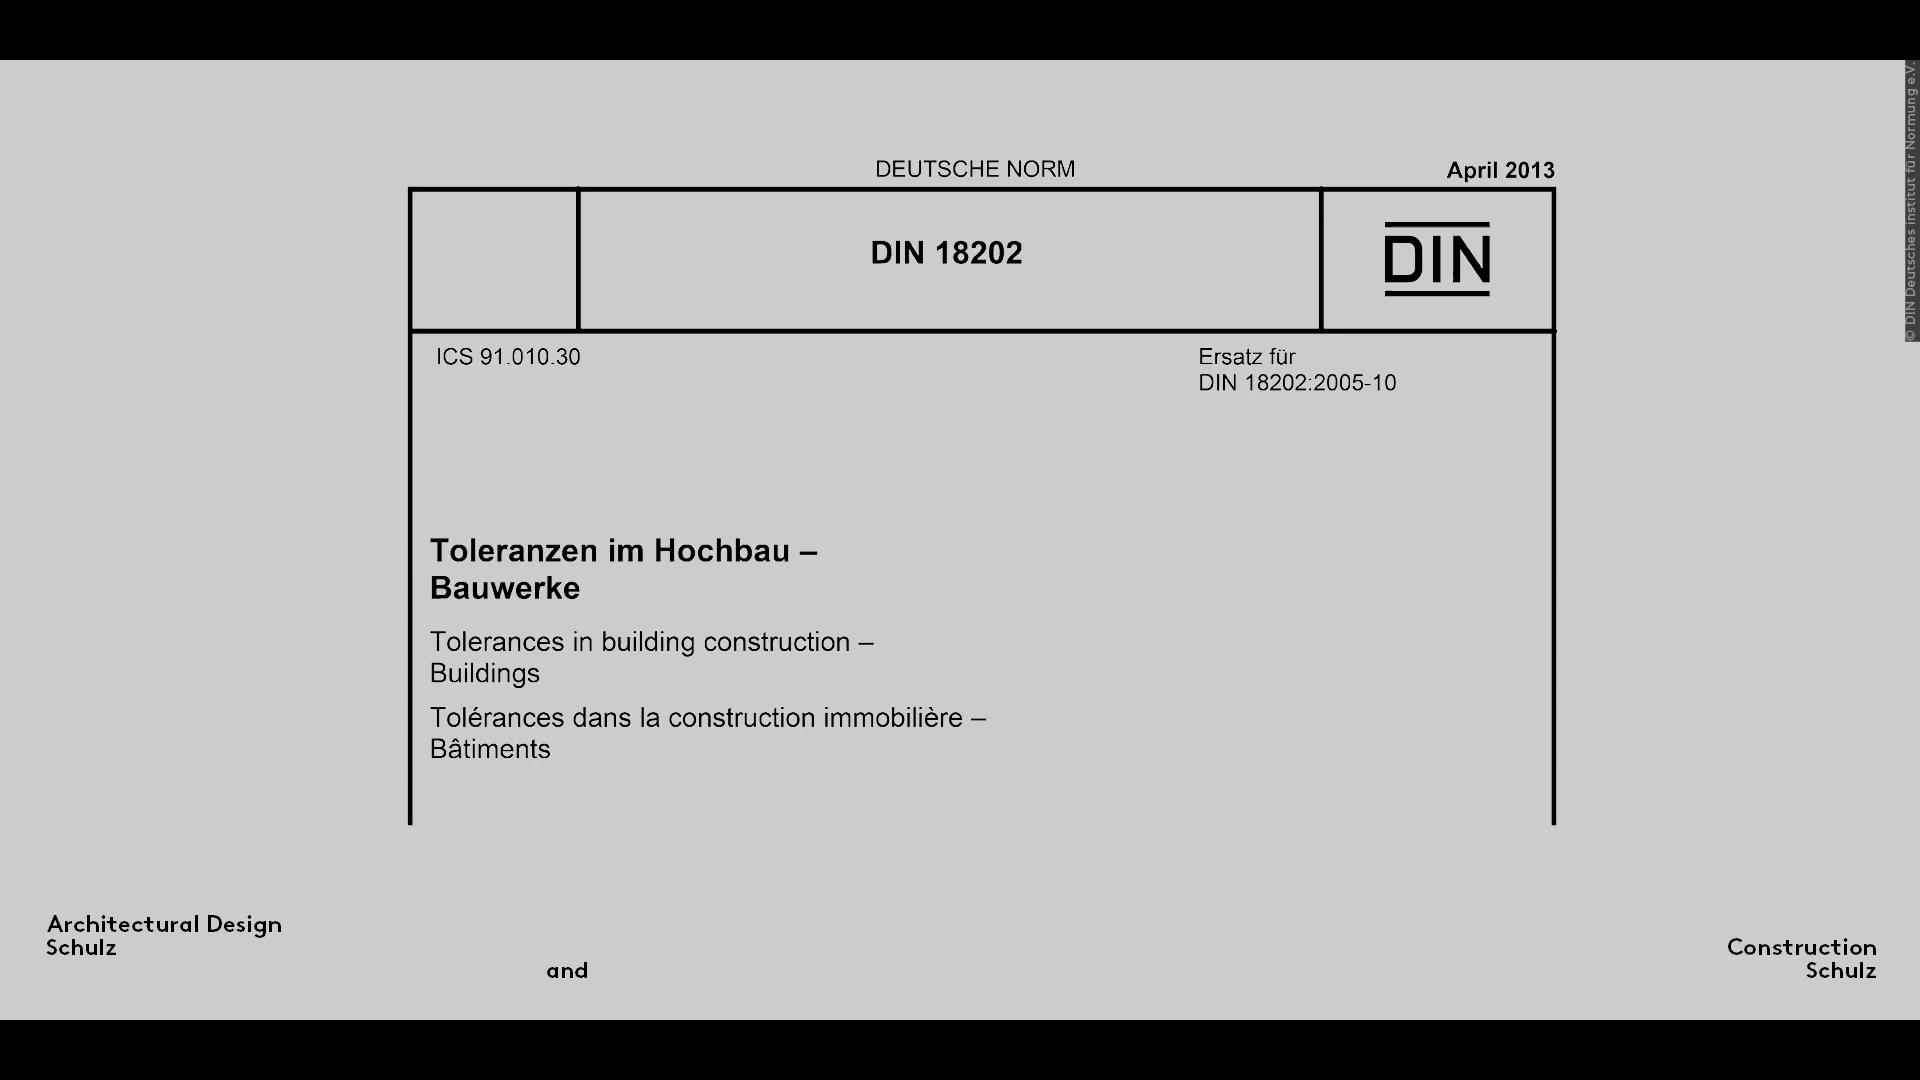 DEUTSCHE NORM
April 2013
DIN 18202
DIN
ICS 91.010.30
Ersatz für
DIN 18202:2005-10
Toleranzen im Hochbau –
Bauwerke
Tolerances in building construction –
Buildings
Tolérances dans la construction immobilière –
Bâtiments
Architectural Design
Schulz
and
Construction
Schulz
© DIN Deutsches institut für Normung e.V.